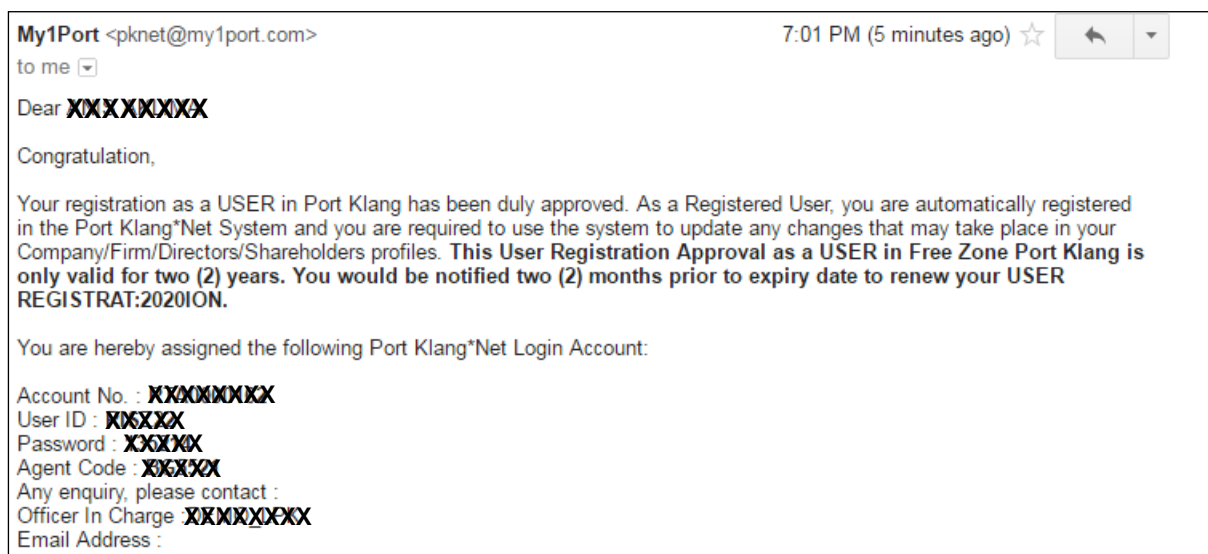 My1Port <pknet@my1port.com> 7:01 PM (5 minutes ago)
to me
Dear
Congratulation,
Your registration as a USER in Port Klang has been duly approved. As a Registered User, you are automatically registered
in the Port Klang*Net System and you are required to use the system to update any changes that may take place in your
Company/Firm/Directors/Shareholders profiles. This User Registration Approval as a USER in Free Zone Port Klang is
only valid for two (2) years. You would be notified two (2) months prior to expiry date to renew your USER
REGISTRAT:2020ION.
You are hereby assigned the following Port Klang*Net Login Account:
Account No. :
User ID :
Password :
Agent Code :
Any enquiry, please contact :
Officer In Charge :
Email Address :